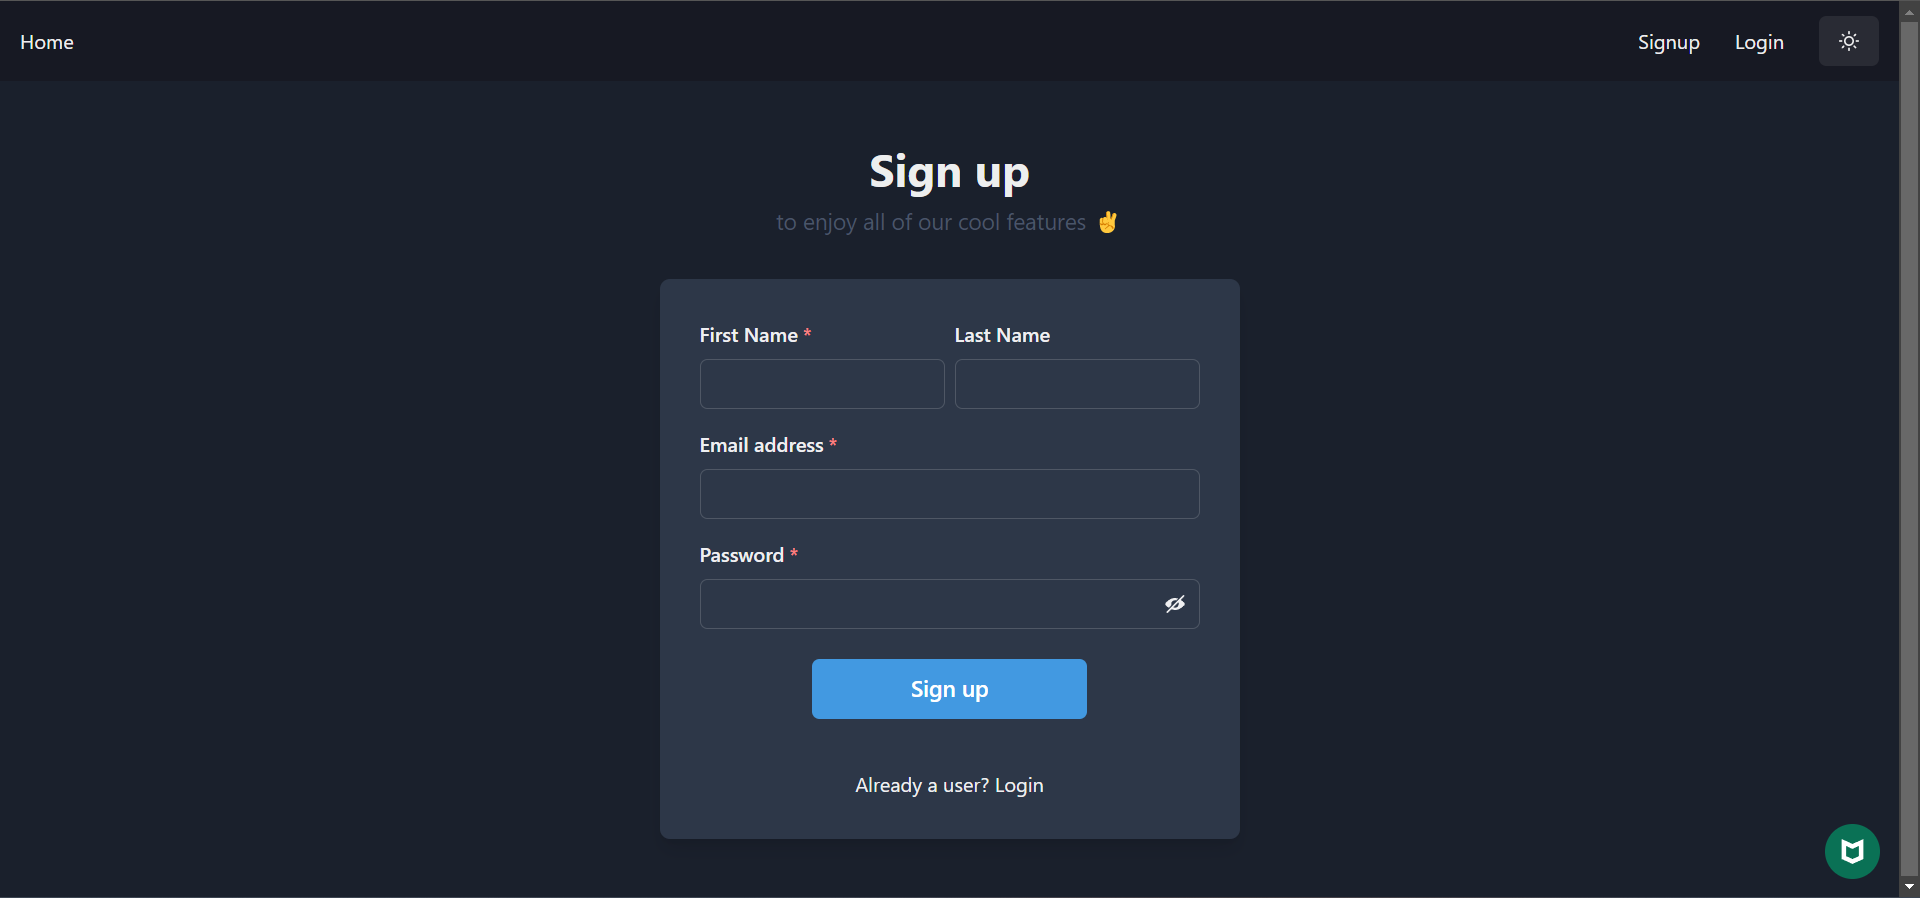 Home Signup Login
Sign up
to enjoy all of our cool features ✌️
First Name * Last Name
Email address *
Password *
Sign up
Already a user? Login